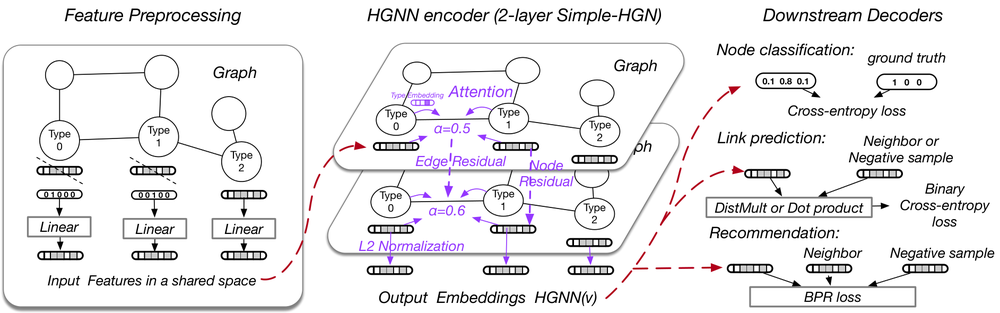 Feature Preprocessing
Graph
Type 0
Type 1
Type 2
0 1 0 0 0
0 0 1 0 0
Linear
Linear
Linear
Input Features in a shared space
HGNN encoder (2-layer Simple-HGN)
Graph
Type Embedding
Attention
Type 0
Type 1
Type 2
α=0.5
Edge Residual
Node Residual
ph
Type 0
Type 1
Type 2
α=0.6
L2 Normalization
Output Embeddings HGNN(v)
Downstream Decoders
Node classification:
ground truth
0.1 0.8 0.1
1 0 0
Cross-entropy loss
Link prediction:
Neighbor or
Negative sample
DistMult or Dot product
Binary
Cross-entropy
loss
Recommendation:
Neighbor
Negative sample
BPR loss